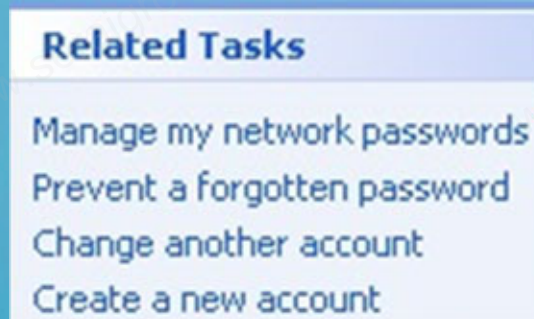 Related Tasks
Manage my network passwords
Prevent a forgotten password
Change another account
Create a new account